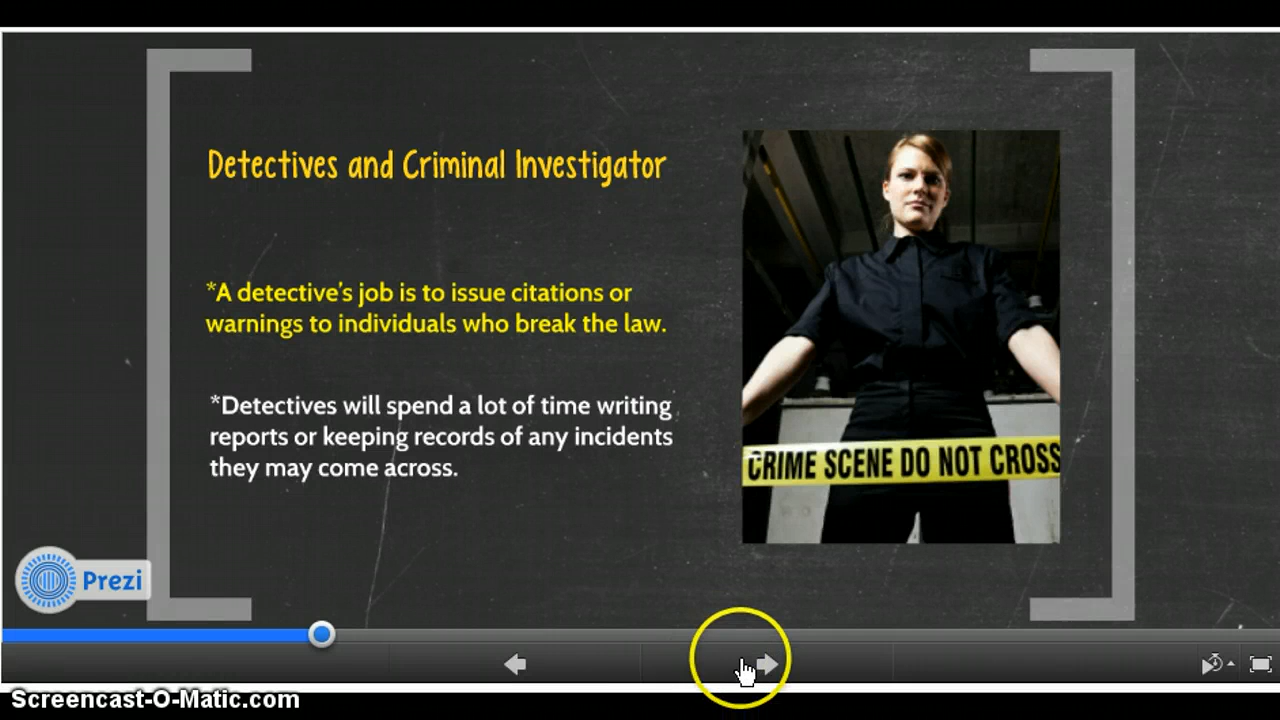 Detectives and Criminal Investigator
*A detective's job is to issue citations or
warnings to individuals who break the law.
*Detectives will spend a lot of time writing
reports or keeping records of any incidents
they may come across.
CRIME SCENE DO NOT CROSS
Prezi
Screencast-O-Matic.com